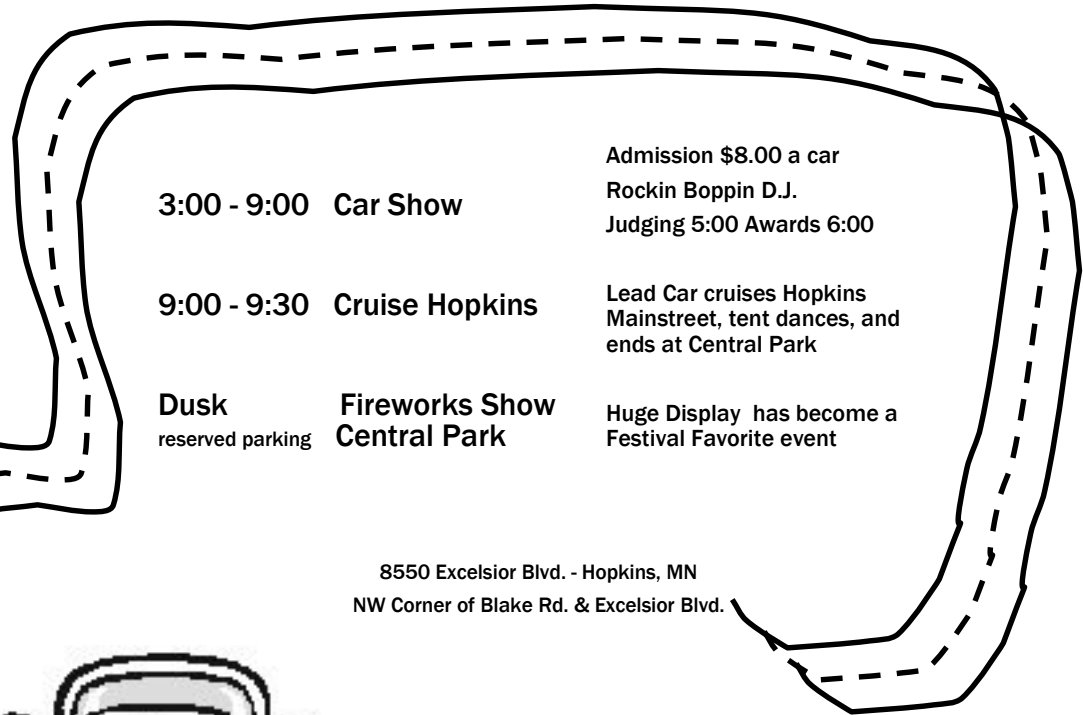 Admission $8.00 a car
3:00 - 9:00 Car Show
Rockin Boppin D.J.
Judging 5:00 Awards 6:00
9:00 - 9:30 Cruise Hopkins
Lead Car cruises Hopkins
Mainstreet, tent dances, and
ends at Central Park
Dusk Fireworks Show
reserved parking Central Park
Huge Display has become a
Festival Favorite event
8550 Excelsior Blvd. - Hopkins, MN
NW Corner of Blake Rd. & Excelsior Blvd.